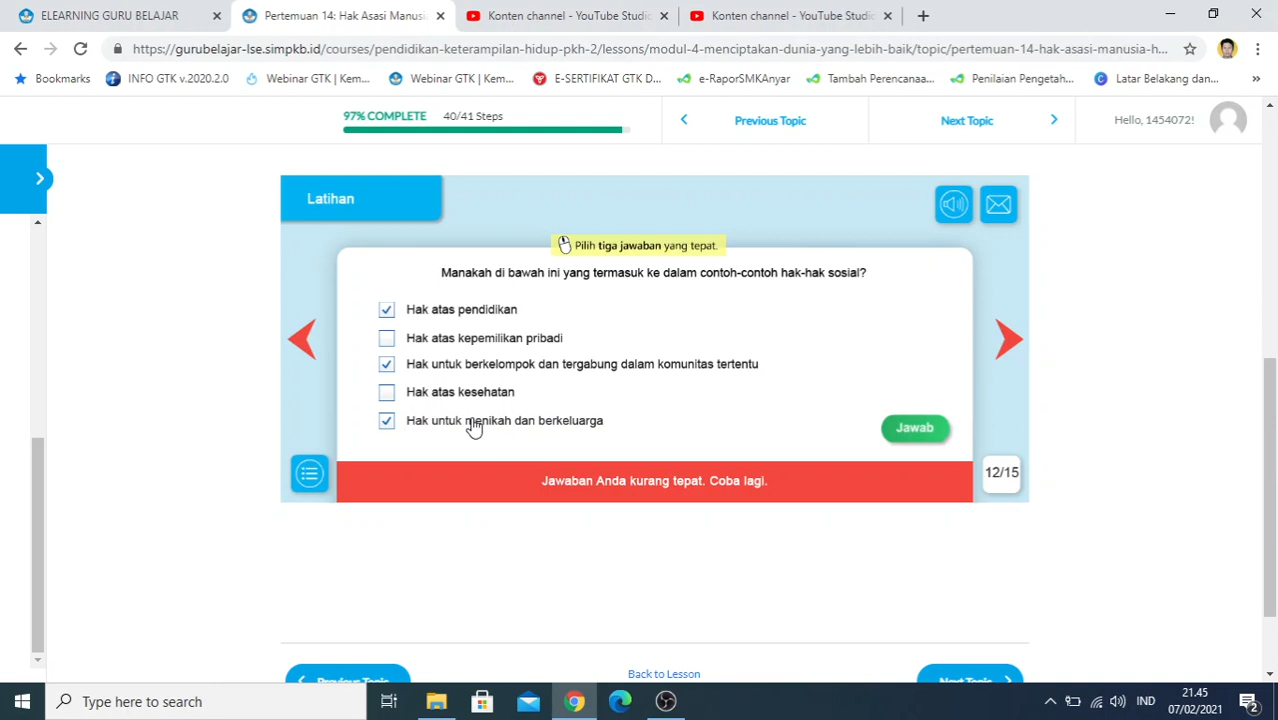 ELEARNING GURU BELAJAR
Pertemuan 14: Hak Asasi Manusi
Konten channel - YouTube Studio
Konten channel - YouTube Studio
https://gurubelajar-lse.simpkb.id/courses/pendidikan-keterampilan-hidup-pkh-2/lessons/modul-4-menciptakan-dunia-yang-lebih-baik/topic/pertemuan-14-hak-asasi-manusia-h...
Bookmarks
INFO GTK v.2020.2.0
Webinar GTK | Kem...
Webinar GTK | Kem...
E-SERTIFIKAT GTK D...
e-RaporSMKAnyar
Tambah Perencanaa...
Penilaian Pengetah...
Latar Belakang dan...
97% COMPLETE 40/41 Steps
Previous Topic
Next Topic
Hello, 1454072!
Latihan
Pilih tiga jawaban yang tepat.
Manakah di bawah ini yang termasuk ke dalam contoh-contoh hak-hak sosial?
Hak atas pendidikan
Hak atas kepemilikan pribadi
Hak untuk berkelompok dan tergabung dalam komunitas tertentu
Hak atas kesehatan
Hak untuk menikah dan berkeluarga
Jawab
Jawaban Anda kurang tepat. Coba lagi.
12/15
Previous Topic
Back to Lesson
Next Topic
Type here to search
IND
21.45
07/02/2021
2